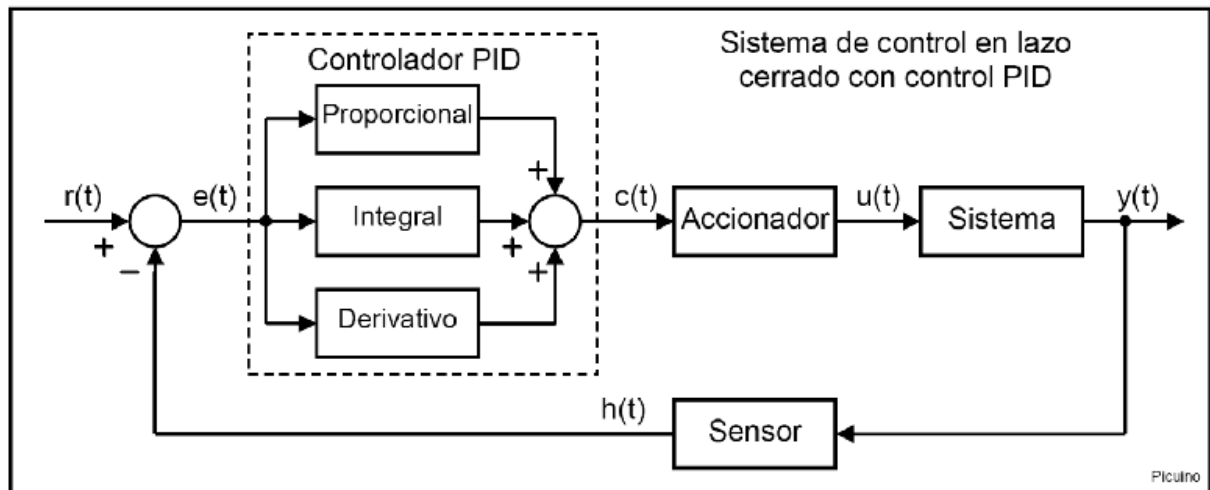 Sistema de control en lazo
cerrado con control PID
Controlador PID
Proporcional
+
r(t)
e(t)
Integral
c(t)
Accionador
u(t)
Sistema
y(t)
+
+
+
−
Derivativo
h(t)
Sensor
Picuino